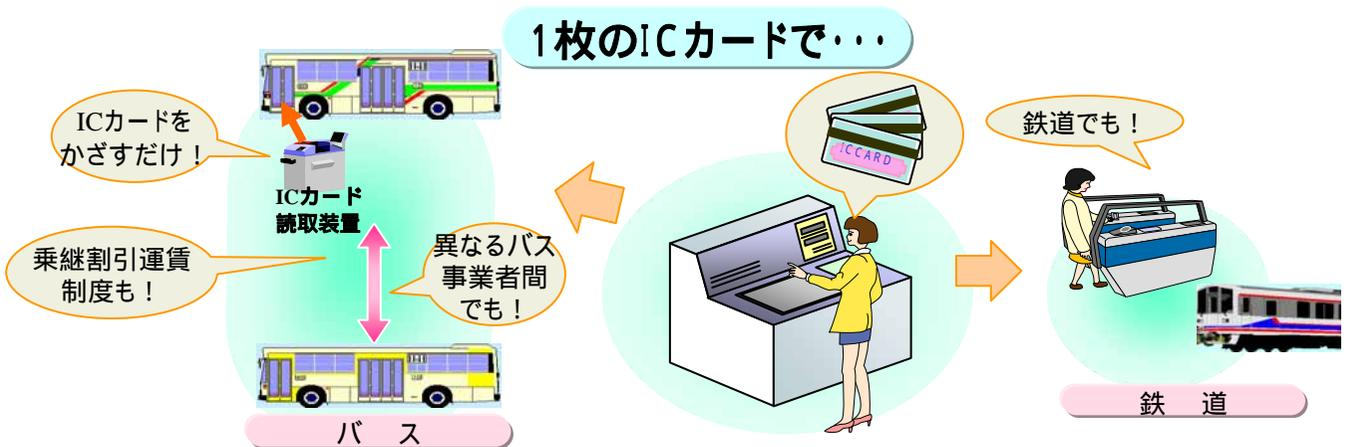 1枚のICカードで・・・
ICカードを
かざすだけ！
ICカード
読取装置
乗継割引運賃
制度も！
異なるバス
事業者間
でも！
バ　ス
ICCARD
鉄道でも！
鉄　道